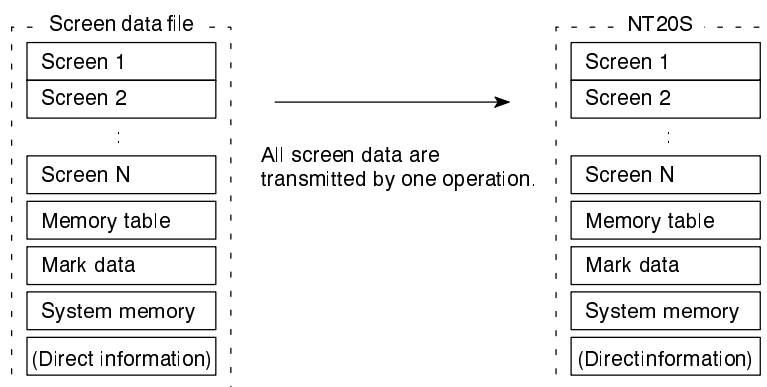 Screen data file
Screen 1
Screen 2
:
Screen N
Memory table
Mark data
System memory
(Direct information)
All screen data are
transmitted by one operation.
NT20S
Screen 1
Screen 2
:
Screen N
Memory table
Mark data
System memory
(Directinformation)